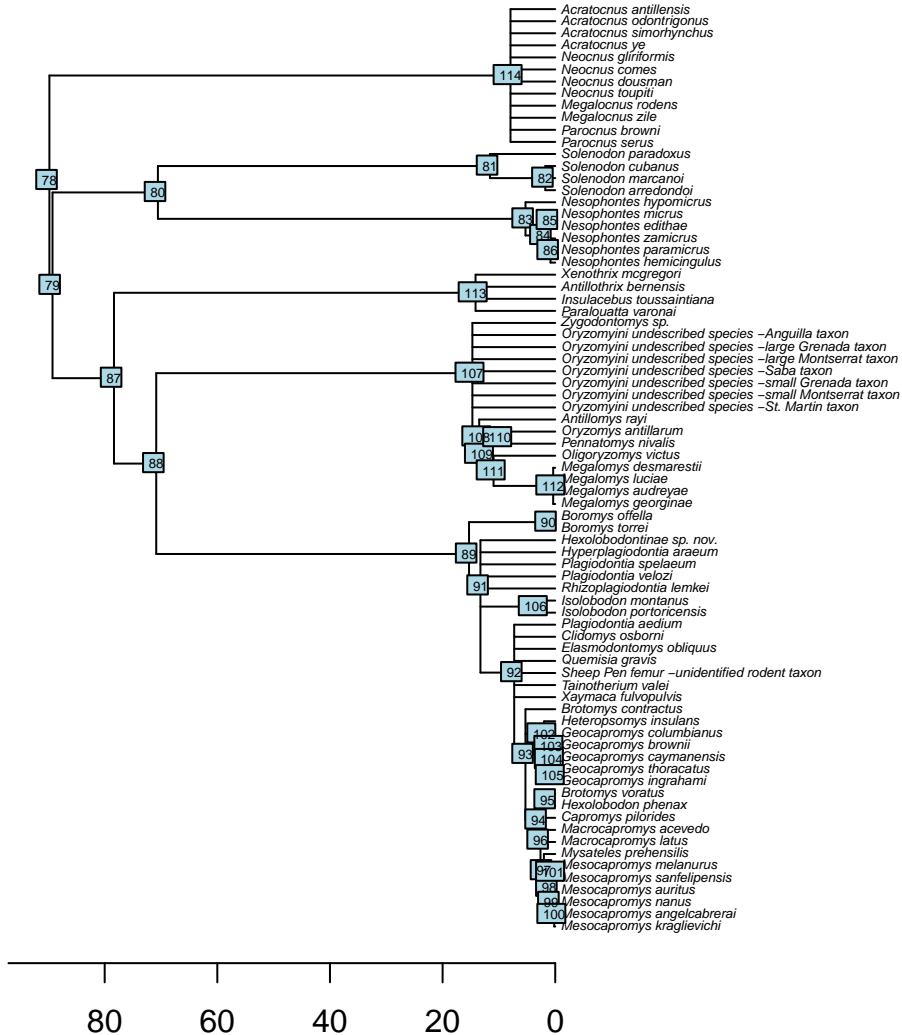 Acratocnus antillensis
Acratocnus odontrigonus
Acratocnus simorhynchus
Acratocnus ye
Neocnus gliriformis
Neocnus comes
114
Neocnus dousman
Neocnus toupiti
Megalocnus rodens
Megalocnus zile
Parocnus browni
Parocnus serus
Solenodon paradoxus
81
Solenodon cubanus
78
82
Solenodon marcanoi
80
Solenodon arredondoi
Nesophontes hypomicrus
Nesophontes micrus
83
85
Nesophontes edithae
84
Nesophontes zamicrus
86
Nesophontes paramicrus
Nesophontes hemicingulus
Xenothrix mcgregori
79
Antillothrix bernensis
113
Insulacebus toussaintiana
Paralouatta varonai
Zygodontomys sp.
Oryzomyini undescribed species −Anguilla taxon
Oryzomyini undescribed species −large Grenada taxon
Oryzomyini undescribed species −large Montserrat taxon
107
Oryzomyini undescribed species −Saba taxon
87
Oryzomyini undescribed species −small Grenada taxon
Oryzomyini undescribed species −small Montserrat taxon
Oryzomyini undescribed species −St. Martin taxon
Antillomys rayi
108
110
Oryzomys antillarum
Pennatomys nivalis
109
Oligoryzomys victus
88
Megalomys desmarestii
111
Megalomys luciae
112
Megalomys audreyae
Megalomys georginae
Boromys offella
90
Boromys torrei
Hexolobodontinae sp. nov.
89
Hyperplagiodontia araeum
Plagiodontia spelaeum
Plagiodontia velozi
91
Rhizoplagiodontia lemkei
Isolobodon montanus
106
Isolobodon portoricensis
Plagiodontia aedium
Clidomys osborni
Elasmodontomys obliquus
Quemisia gravis
92
Sheep Pen femur −unidentified rodent taxon
Tainotherium valei
Xaymaca fulvopulvis
Brotomys contractus
Heteropsomys insulans
102
Geocapromys columbianus
103
Geocapromys brownii
93
104
Geocapromys caymanensis
Geocapromys thoracatus
105
Geocapromys ingrahami
Brotomys voratus
95
Hexolobodon phenax
94
Capromys pilorides
Macrocapromys acevedo
96
Macrocapromys latus
Mysateles prehensilis
Mesocapromys melanurus
97
101
Mesocapromys sanfelipensis
98
Mesocapromys auritus
99
Mesocapromys nanus
100
Mesocapromys angelcabrerai
Mesocapromys kraglievichi
80 60 40 20 0